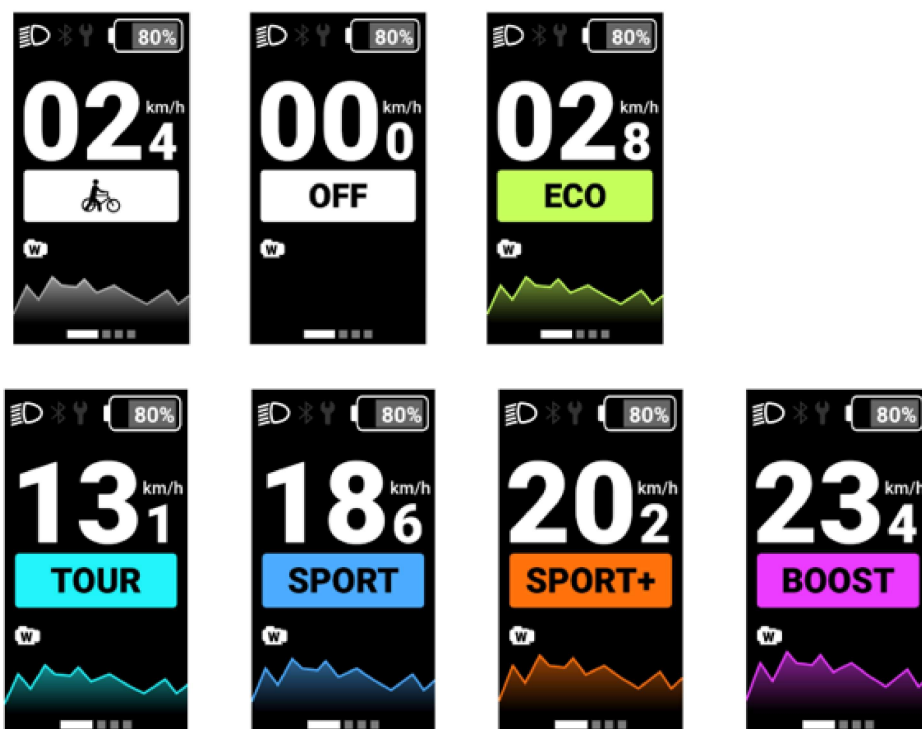 80%
02 4 km/h
W
80%
00 0 km/h
OFF
W
80%
02 8 km/h
ECO
W
80%
13 1 km/h
TOUR
W
80%
18 6 km/h
SPORT
W
80%
20 2 km/h
SPORT+
W
80%
23 4 km/h
BOOST
W